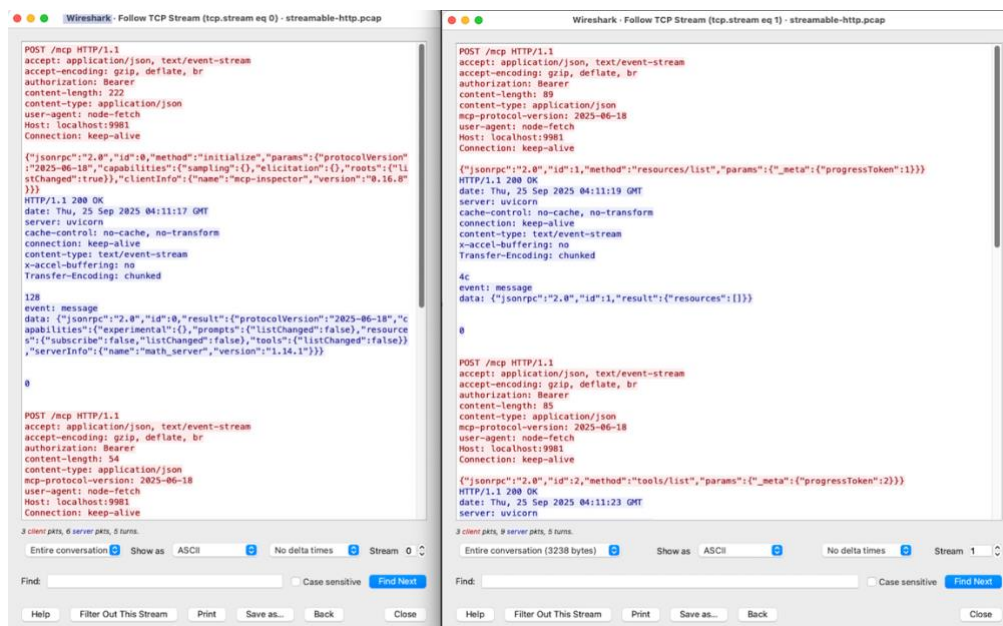 Wireshark · Follow TCP Stream (tcp.stream eq 0) · streamable-http.pcap
POST /mcp HTTP/1.1
accept: application/json, text/event-stream
accept-encoding: gzip, deflate, br
authorization: Bearer
content-length: 222
content-type: application/json
user-agent: node-fetch
Host: localhost:9981
Connection: keep-alive
{"jsonrpc":"2.0","id":0,"method":"initialize","params":{"protocolVersion"
:"2025-06-18","capabilities":{"sampling":{},"elicitation":{},"roots":{"li
stChanged":true}},"clientInfo":{"name":"mcp-inspector","version":"0.16.8"
}}}
HTTP/1.1 200 OK
date: Thu, 25 Sep 2025 04:11:17 GMT
server: uvicorn
cache-control: no-cache, no-transform
connection: keep-alive
content-type: text/event-stream
x-accel-buffering: no
Transfer-Encoding: chunked
128
event: message
data: {"jsonrpc":"2.0","id":0,"result":{"protocolVersion":"2025-06-18","c
apabilities":{"experimental":{},"prompts":{"listChanged":false},"resource
s":{"subscribe":false,"listChanged":false},"tools":{"listChanged":false}}
,"serverInfo":{"name":"math_server","version":"1.14.1"}}}
0
POST /mcp HTTP/1.1
accept: application/json, text/event-stream
accept-encoding: gzip, deflate, br
authorization: Bearer
content-length: 54
content-type: application/json
mcp-protocol-version: 2025-06-18
user-agent: node-fetch
Host: localhost:9981
Connection: keep-alive
3 client pkts, 6 server pkts, 5 turns.
Entire conversation Show as ASCII No delta times Stream 0
Find: Case sensitive Find Next
Help Filter Out This Stream Print Save as... Back Close
Wireshark · Follow TCP Stream (tcp.stream eq 1) · streamable-http.pcap
POST /mcp HTTP/1.1
accept: application/json, text/event-stream
accept-encoding: gzip, deflate, br
authorization: Bearer
content-length: 89
content-type: application/json
mcp-protocol-version: 2025-06-18
user-agent: node-fetch
Host: localhost:9981
Connection: keep-alive
{"jsonrpc":"2.0","id":1,"method":"resources/list","params":{"_meta":{"progressToken":1}}}
HTTP/1.1 200 OK
date: Thu, 25 Sep 2025 04:11:19 GMT
server: uvicorn
cache-control: no-cache, no-transform
connection: keep-alive
content-type: text/event-stream
x-accel-buffering: no
Transfer-Encoding: chunked
4c
event: message
data: {"jsonrpc":"2.0","id":1,"result":{"resources":[]}}
0
POST /mcp HTTP/1.1
accept: application/json, text/event-stream
accept-encoding: gzip, deflate, br
authorization: Bearer
content-length: 85
content-type: application/json
mcp-protocol-version: 2025-06-18
user-agent: node-fetch
Host: localhost:9981
Connection: keep-alive
{"jsonrpc":"2.0","id":2,"method":"tools/list","params":{"_meta":{"progressToken":2}}}
HTTP/1.1 200 OK
date: Thu, 25 Sep 2025 04:11:23 GMT
server: uvicorn
3 client pkts, 9 server pkts, 5 turns.
Entire conversation (3238 bytes) Show as ASCII No delta times Stream 1
Find: Case sensitive Find Next
Help Filter Out This Stream Print Save as... Back Close